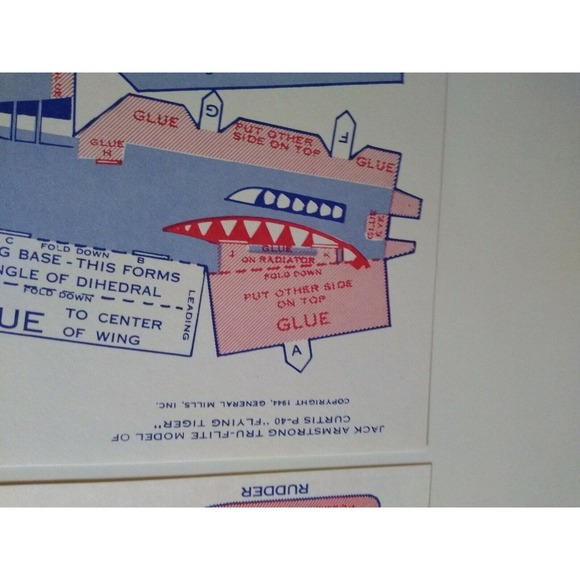 GLUE
GLUE
G
PUT OTHER
SIDE ON TOP
F
GLUE
GLUE
H
C
FOLD DOWN
B
G BASE - THIS FORMS
NGLE OF DIHEDRAL
FOLD DOWN
UE
TO CENTER
OF WING
LEADING
J
GLUE
K
ON RADIATOR
FOLD DOWN
PUT OTHER SIDE
ON TOP
GLUE
A
JACK ARMSTRONG TRU-FLITE MODEL OF
CURTIS P-40 "FLYING TIGER"
COPYRIGHT 1944, GENERAL MILLS, INC.
RUDDER